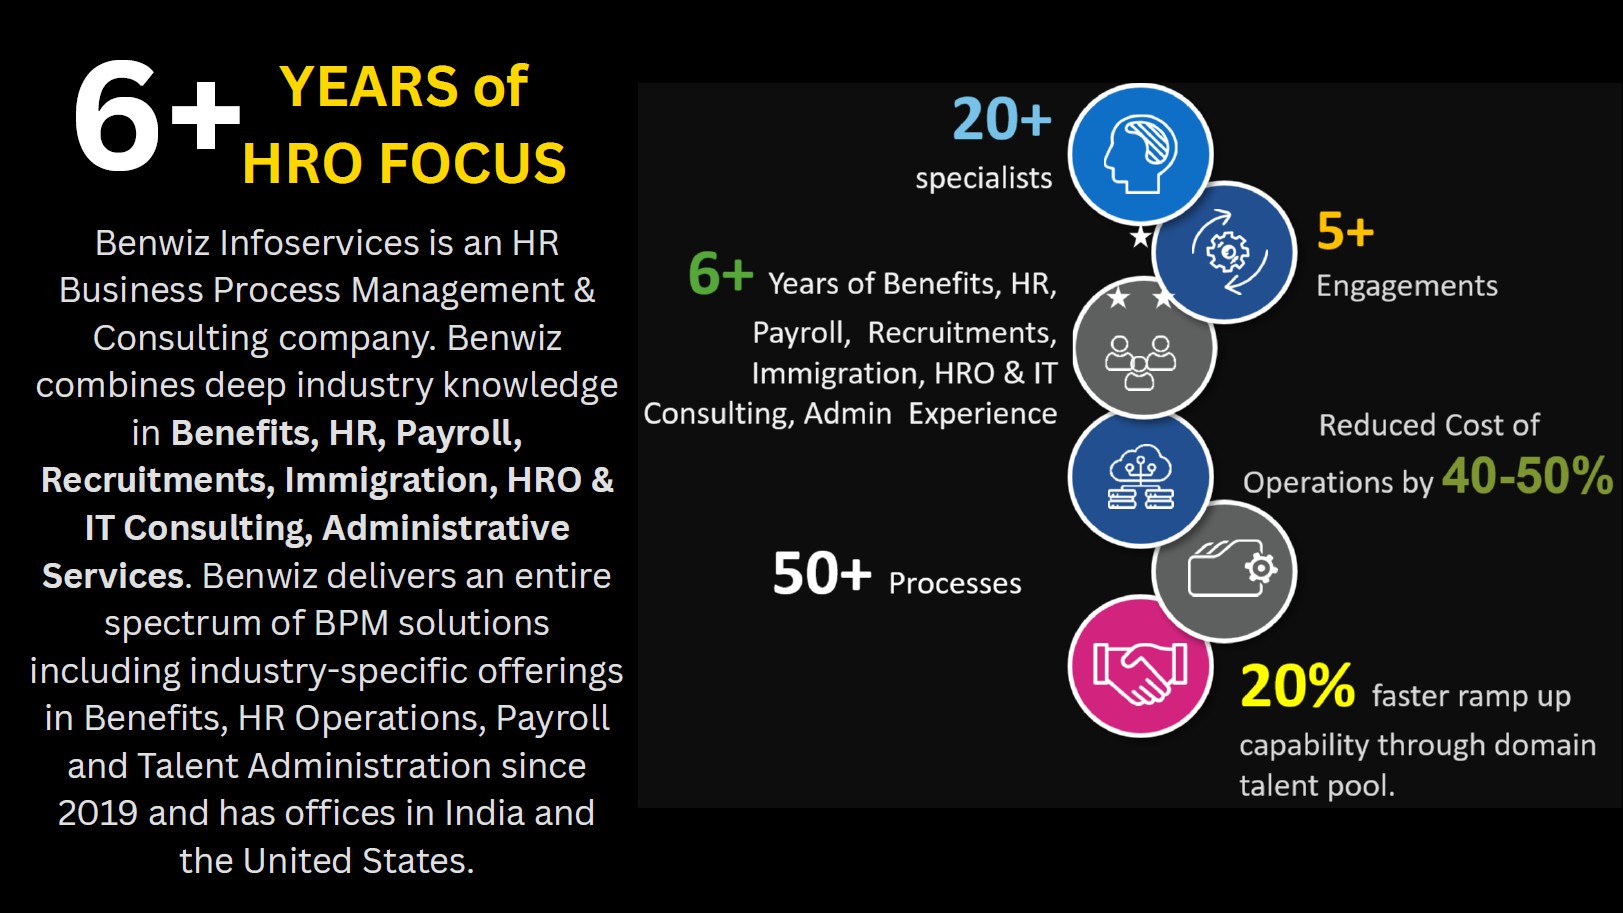 6+ YEARS of
HRO FOCUS
Benwiz Infoservices is an HR
Business Process Management &
Consulting company. Benwiz
combines deep industry knowledge
in Benefits, HR, Payroll,
Recruitments, Immigration, HRO &
IT Consulting, Administrative
Services. Benwiz delivers an entire
spectrum of BPM solutions
including industry-specific offerings
in Benefits, HR Operations, Payroll
and Talent Administration since
2019 and has offices in India and
the United States.
20+
specialists
5+
Engagements
6+ Years of Benefits, HR,
Payroll, Recruitments,
Immigration, HRO & IT
Consulting, Admin Experience
Reduced Cost of
Operations by 40-50%
50+ Processes
20% faster ramp up
capability through domain
talent pool.